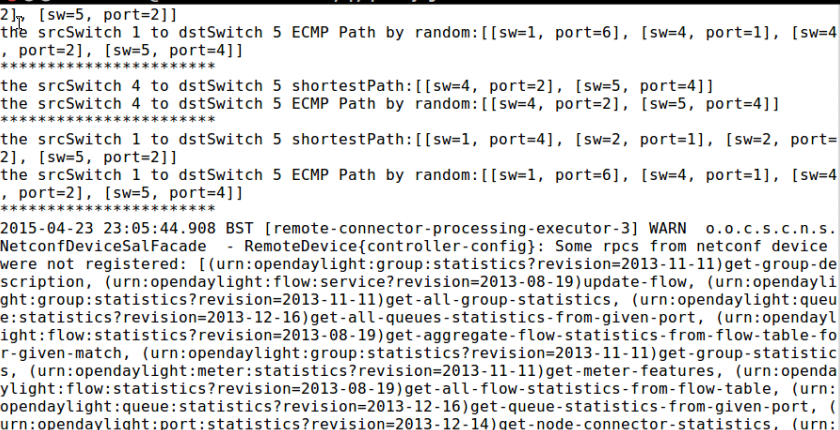 2], [sw=5, port=2]]
the srcSwitch 1 to dstSwitch 5 ECMP Path by random:[[sw=1, port=6], [sw=4, port=1], [sw=4
, port=2], [sw=5, port=4]]
***********************
the srcSwitch 4 to dstSwitch 5 shortestPath:[[sw=4, port=2], [sw=5, port=4]]
the srcSwitch 4 to dstSwitch 5 ECMP Path by random:[[sw=4, port=2], [sw=5, port=4]]
***********************
the srcSwitch 1 to dstSwitch 5 shortestPath:[[sw=1, port=4], [sw=2, port=1], [sw=2, port=
2], [sw=5, port=2]]
the srcSwitch 1 to dstSwitch 5 ECMP Path by random:[[sw=1, port=6], [sw=4, port=1], [sw=4
, port=2], [sw=5, port=4]]
***********************
2015-04-23 23:05:44.908 BST [remote-connector-processing-executor-3] WARN  o.o.c.s.c.n.s.
NetconfDeviceSalFacade  - RemoteDevice{controller-config}: Some rpcs from netconf device
were not registered: [(urn:opendaylight:group:statistics?revision=2013-11-11)get-group-de
scription, (urn:opendaylight:flow:service?revision=2013-08-19)update-flow, (urn:opendayli
ght:group:statistics?revision=2013-11-11)get-all-group-statistics, (urn:opendaylight:queu
e:statistics?revision=2013-12-16)get-all-queues-statistics-from-given-port, (urn:opendayl
ight:flow:statistics?revision=2013-08-19)get-aggregate-flow-statistics-from-flow-table-fo
r-given-match, (urn:opendaylight:group:statistics?revision=2013-11-11)get-group-statistic
s, (urn:opendaylight:meter:statistics?revision=2013-11-11)get-meter-features, (urn:openda
ylight:flow:statistics?revision=2013-08-19)get-all-flow-statistics-from-flow-table, (urn:
opendaylight:queue:statistics?revision=2013-12-16)get-queue-statistics-from-given-port, (
urn:opendaylight:port:statistics?revision=2013-12-14)get-node-connector-statistics, (urn: